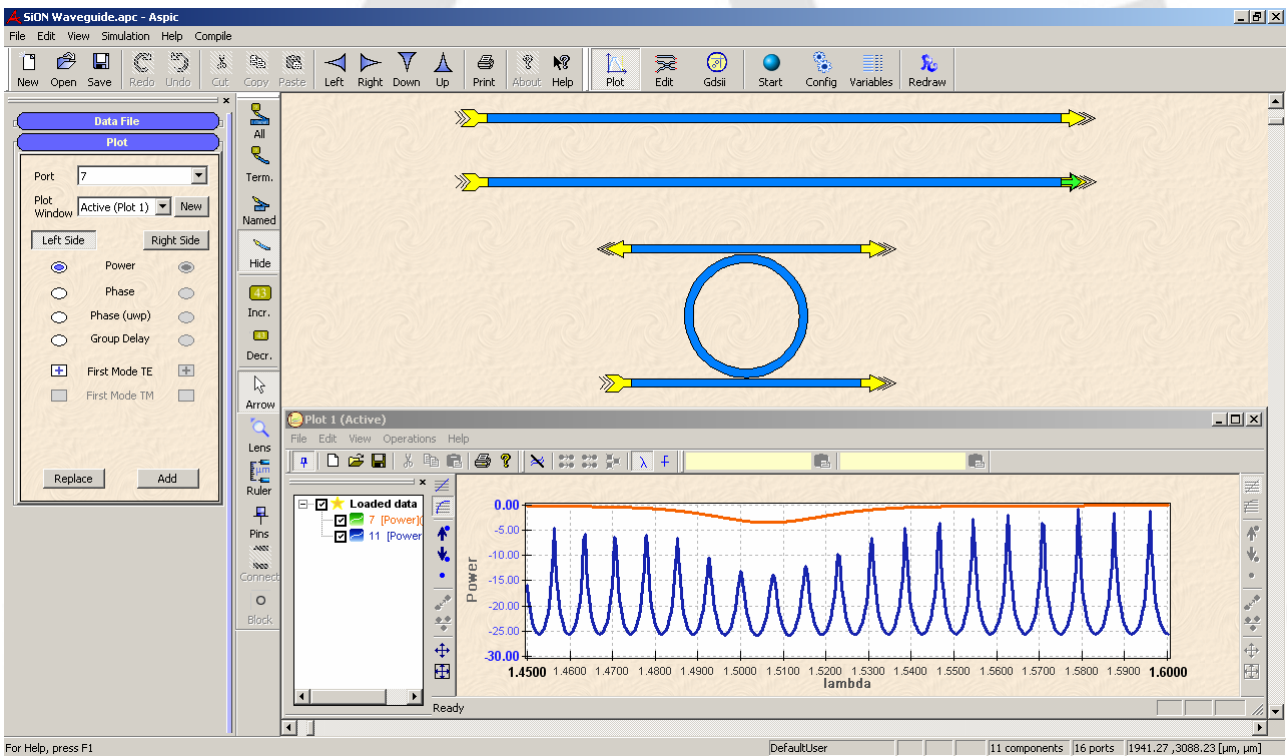 SiON Waveguide.apc - Aspic
File Edit View Simulation Help Compile
New Open Save Redo Undo Cut Copy Paste Left Right Down Up Print About Help Plot Edit Gdsii Start Config Variables Redraw
Data File
Plot
Port 7
Plot Window Active (Plot 1) New
Left Side Right Side
Power
Phase
Phase (uwp)
Group Delay
First Mode TE
First Mode TM
Replace Add
All
Term.
Named
Hide
43
Incr.
43
Decr.
Arrow
Lens
μm
Ruler
Pins
Connect
Block
Plot 1 (Active)
File Edit View Operations Help
λ F
Loaded data
7 [Power](
11 [Power
Power
0.00
-5.00
-10.00
-15.00
-20.00
-25.00
-30.00
1.4500 1.4600 1.4700 1.4800 1.4900 1.5000 1.5100 1.5200 1.5300 1.5400 1.5500 1.5600 1.5700 1.5800 1.5900 1.6000
lambda
Ready
For Help, press F1
DefaultUser
11 components 16 ports 1941.27 ,3088.23 [μm, μm]